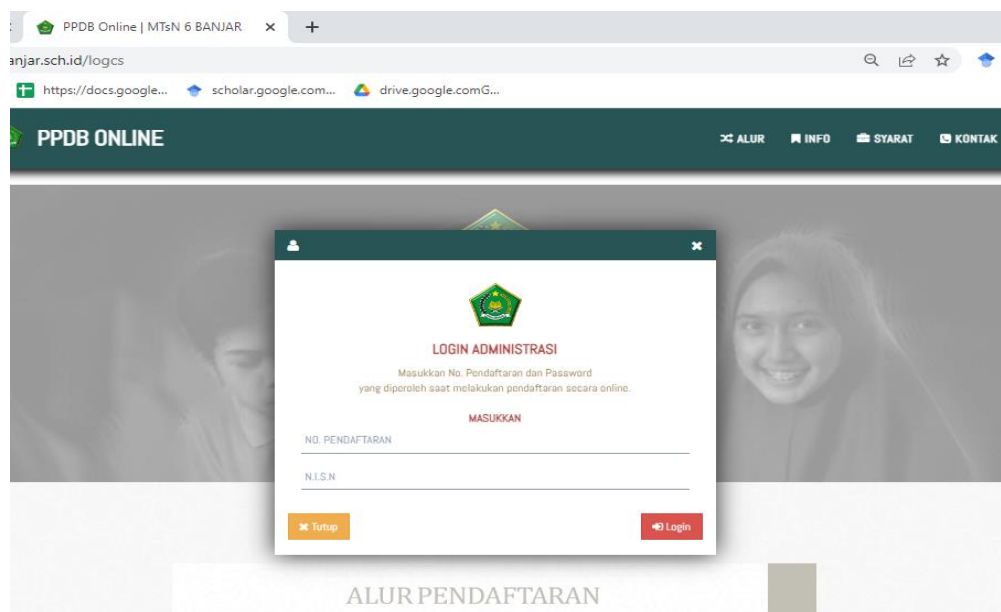 PPDB Online | MTsN 6 BANJAR
anjar.sch.id/logcs
https://docs.google... scholar.google.com... drive.google.comG...
PPDB ONLINE ALUR INFO SYARAT KONTAK
LOGIN ADMINISTRASI
Masukkan No. Pendaftaran dan Password
yang diperoleh saat melakukan pendaftaran secara online.
MASUKKAN
NO. PENDAFTARAN
N.I.S.N
Tutup Login
ALUR PENDAFTARAN